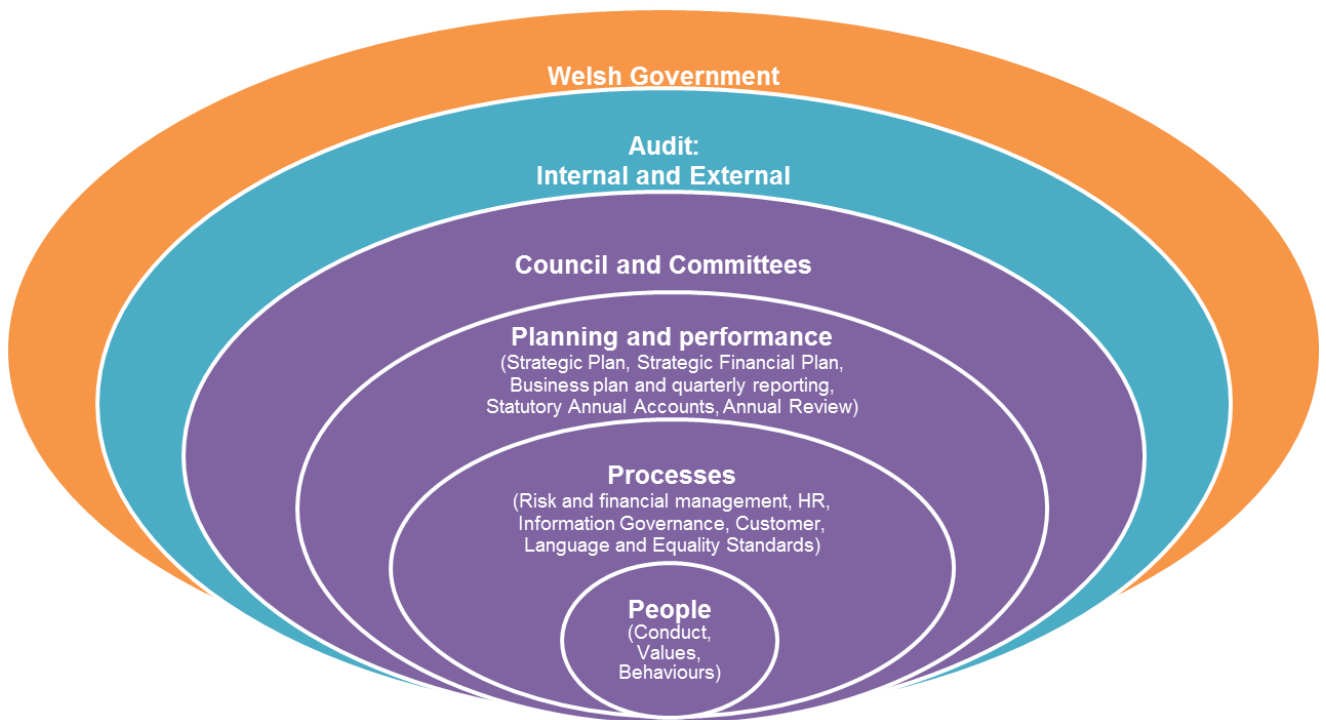 Welsh Government
Audit:
Internal and External
Council and Committees
Planning and performance
(Strategic Plan, Strategic Financial Plan,
Business plan and quarterly reporting,
Statutory Annual Accounts, Annual Review)
Processes
(Risk and financial management, HR,
Information Governance, Customer,
Language and Equality Standards)
People
(Conduct,
Values,
Behaviours)